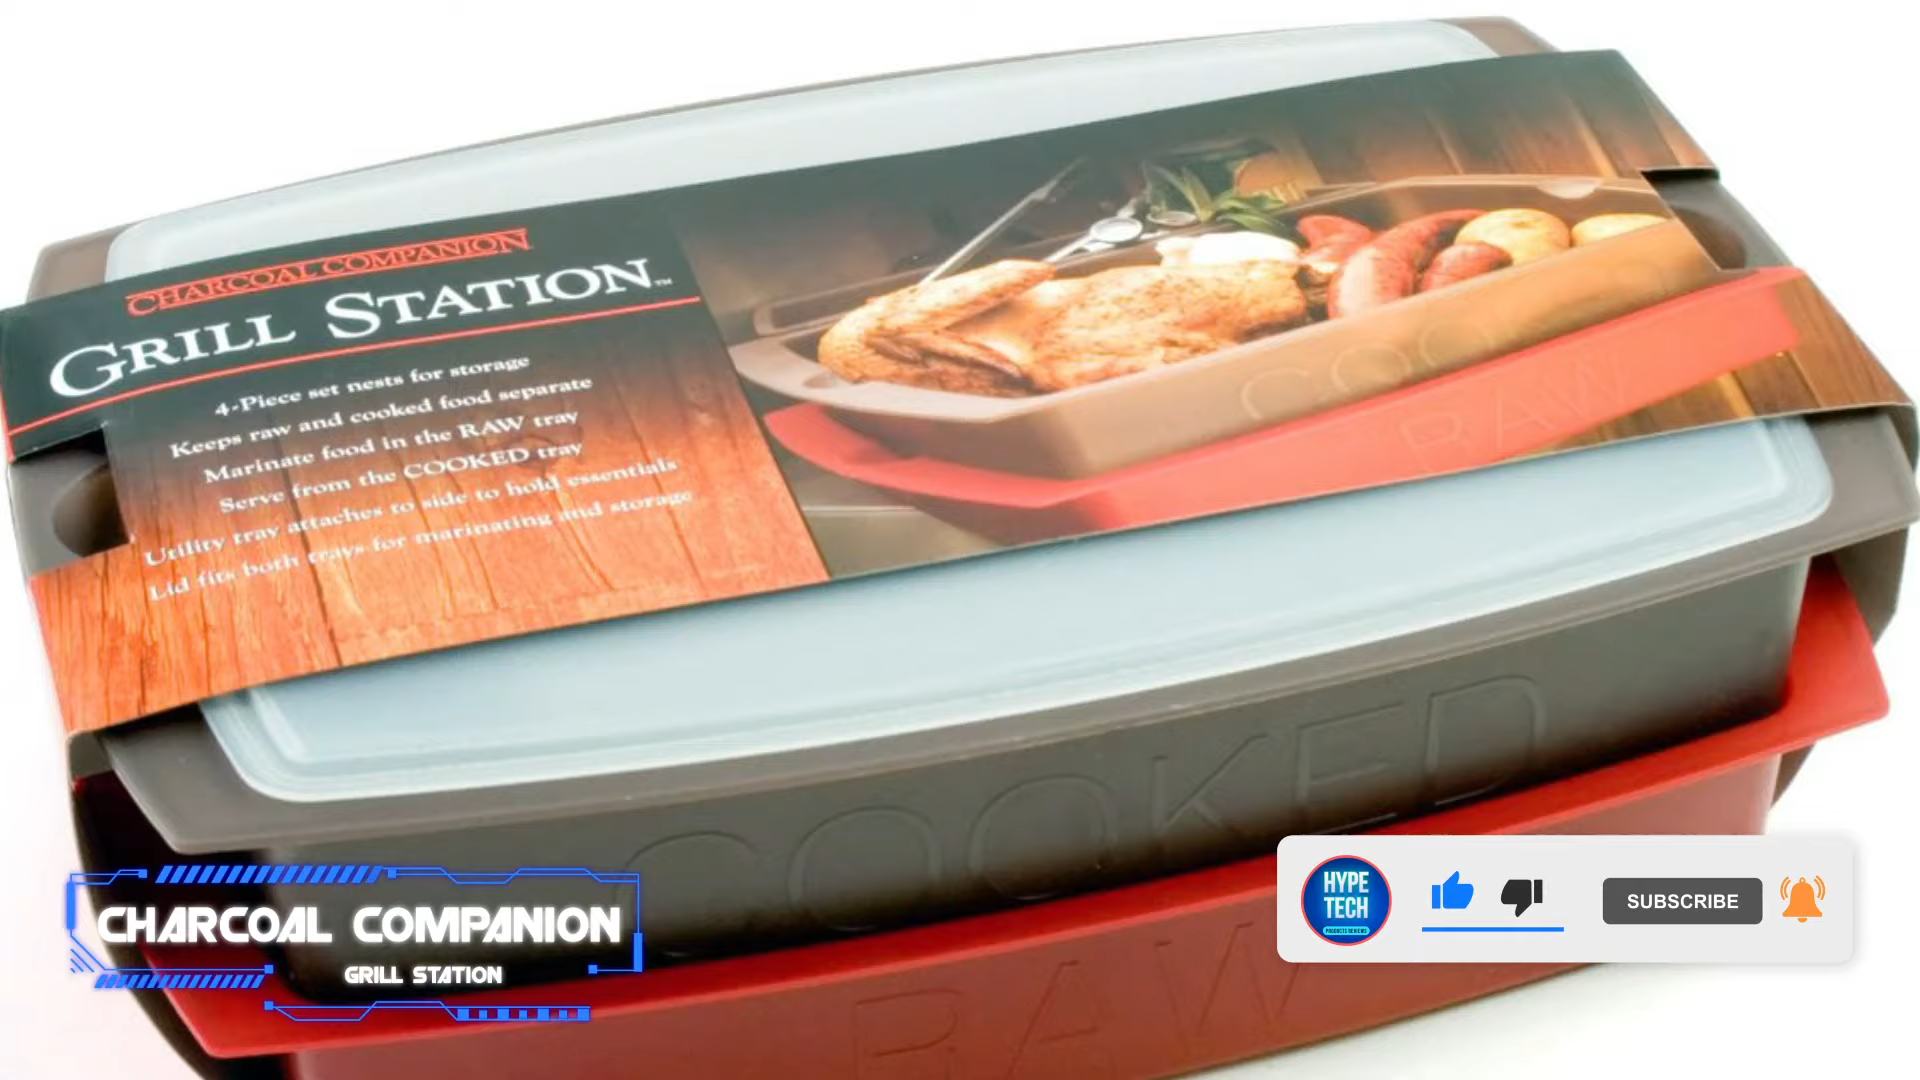 CHARCOAL COMPANION
GRILL STATION™
4-Piece set nests for storage
Keeps raw and cooked food separate
Marinate food in the RAW tray
Serve from the COOKED tray
Utility tray attaches to side to hold essentials
Lid fits both trays for marinating and storage
COOKED
RAW
COOKED
RAW
CHARCOAL COMPANION
GRILL STATION
HYPE
TECH
PRODUCTS REVIEWS
SUBSCRIBE